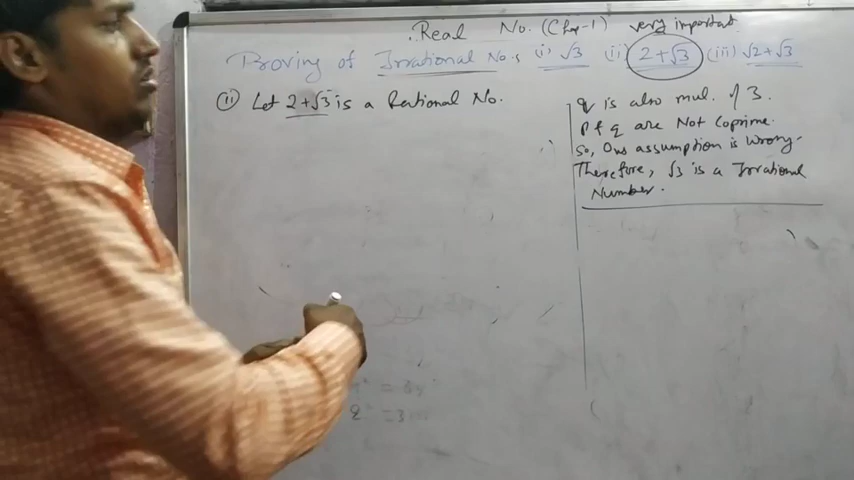 Real No. (Chap-1) very important
Proving of Irrational No.s (i) √3 (ii) 2+√3 (iii) √2+√3
(ii) Let 2+√3 is a Rational No.
q is also mul. of 3.
P & q are Not Coprime.
So, Our assumption is wrong.
Therefore, √3 is a Irrational
Number.